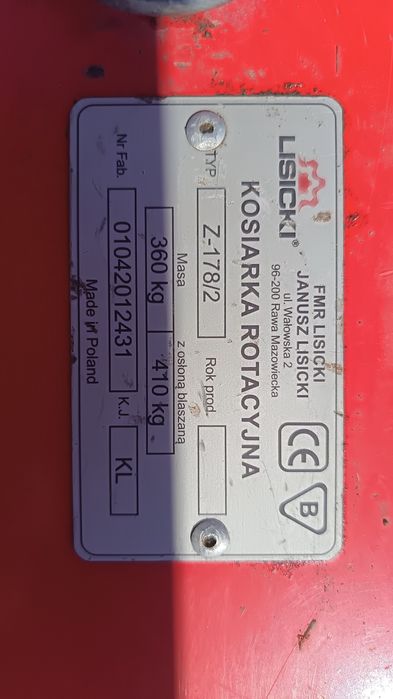 LISICKI®
FMR LISICKI
JANUSZ LISICKI
ul. Wałowska 2
96-200 Rawa Mazowiecka
CE
B
KOSIARKA ROTACYJNA
TYP Z-178/2 Rok prod.
Masa z osłoną blaszaną
360 kg 410 kg
Nr Fab. 01042012431 K.J. KL
Made in Poland